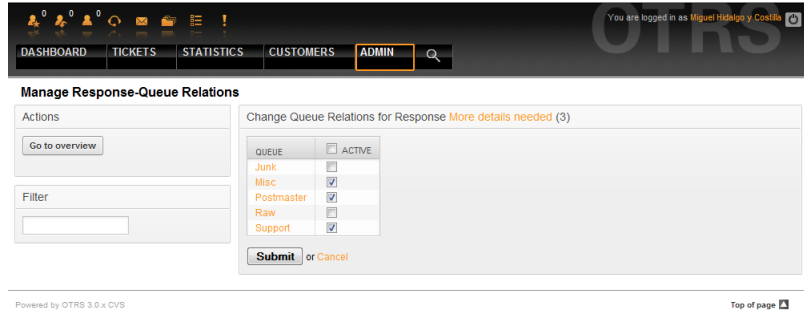 0 0 0
You are logged in as Miguel Hidalgo y Costilla
OTRS
DASHBOARD TICKETS STATISTICS CUSTOMERS ADMIN
Manage Response-Queue Relations
Actions
Go to overview
Filter
Change Queue Relations for Response More details needed (3)
QUEUE ACTIVE
Junk
Misc
Postmaster
Raw
Support
Submit or Cancel
Powered by OTRS 3.0.x CVS
Top of page